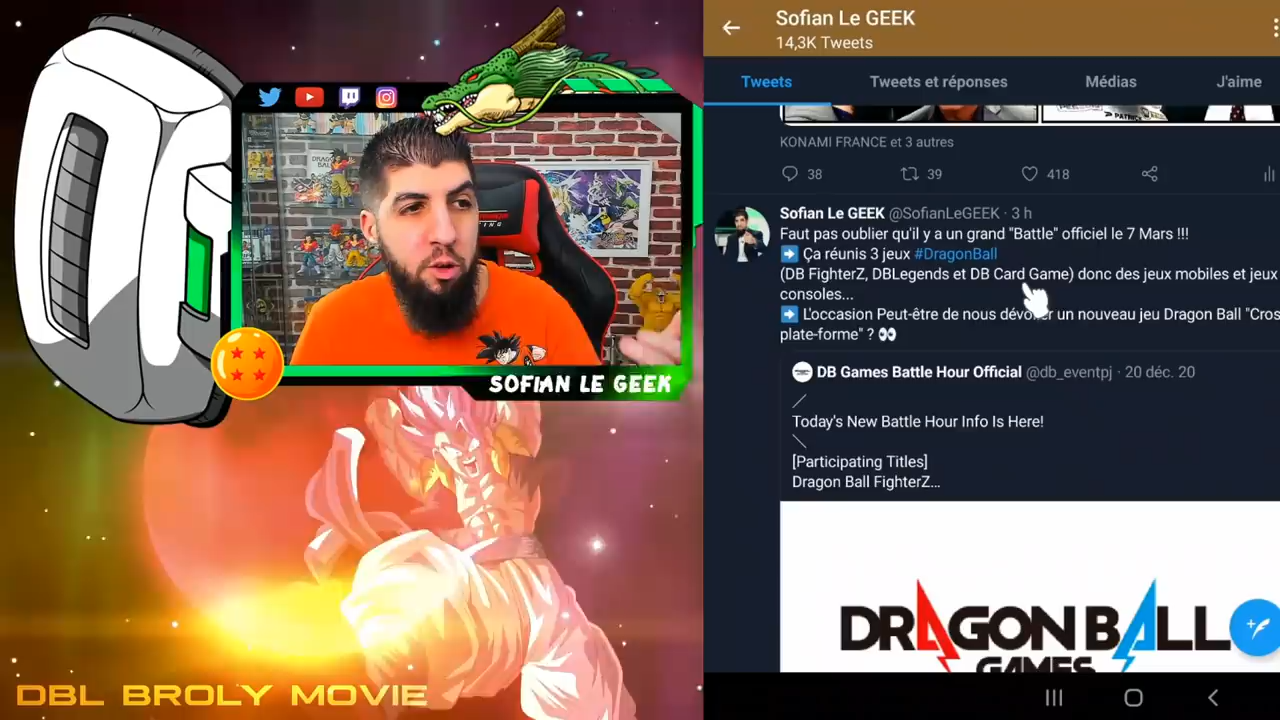 Sofian Le GEEK
14,3K Tweets
Tweets
Tweets et réponses
Médias
J'aime
KONAMI FRANCE et 3 autres
38
39
418
Sofian Le GEEK @SofianLeGEEK · 3 h
Faut pas oublier qu'il y a un grand "Battle" officiel le 7 Mars !!!
➡ Ça réunis 3 jeux #DragonBall
(DB FighterZ, DBLegends et DB Card Game) donc des jeux mobiles et jeux
consoles...
➡ L'occasion Peut-être de nous dévoiler un nouveau jeu Dragon Ball "Cros
plate-forme" ? 👀
DB Games Battle Hour Official @db_eventpj · 20 déc. 20
／
Today's New Battle Hour Info Is Here!
＼
[Participating Titles]
Dragon Ball FighterZ...
DRAGON BALL
GAMES
SOFIAN LE GEEK
DBL BROLY MOVIE